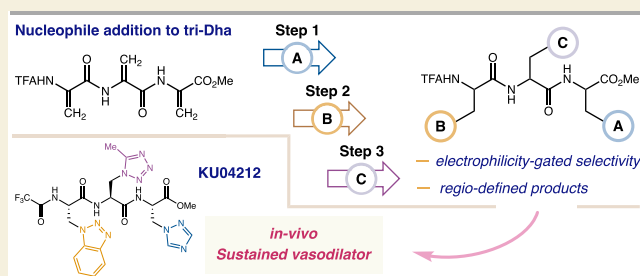 Nucleophile addition to tri-Dha
Step 1
A
Step 2
B
Step 3
C
TFAHN
O
CH2
H
N
CO2Me
CH2
N
H
O
CH2
C
TFAHN
O
H
N
CO2Me
N
H
O
B
A
electrophilicity-gated selectivity
regio-defined products
KU04212
Me
N
N
N
N
F3C
H
N
O
O
N
H
O
H
N
O
OMe
N
N
N
N
N
N
in-vivo
Sustained vasodilator